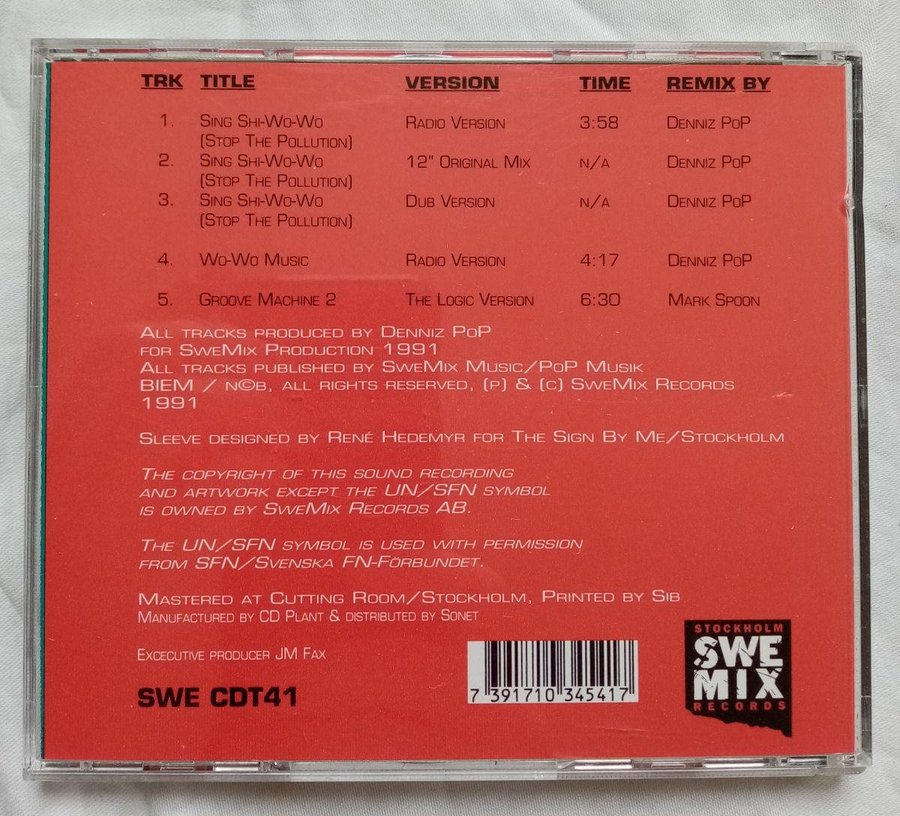 TRK TITLE VERSION TIME REMIX BY
1. Sing Shi-Wo-Wo Radio Version 3:58 Denniz PoP
(Stop The Pollution)
2. Sing Shi-Wo-Wo 12" Original Mix n/a Denniz PoP
(Stop The Pollution)
3. Sing Shi-Wo-Wo Dub Version n/a Denniz PoP
(Stop The Pollution)
4. Wo-Wo Music Radio Version 4:17 Denniz PoP
5. Groove Machine 2 The Logic Version 6:30 Mark Spoon
All tracks produced by Denniz PoP
for SweMix Production 1991
All tracks published by SweMix Music/PoP Musik
BIEM / n©b, all rights reserved, (p) & (c) SweMix Records
1991
Sleeve designed by René Hedemyr for The Sign By Me/Stockholm
The copyright of this sound recording
and artwork except the UN/SFN symbol
is owned by SweMix Records AB.
The UN/SFN symbol is used with permission
from SFN/Svenska FN-Förbundet.
Mastered at Cutting Room/Stockholm, Printed by Sib
Manufactured by CD Plant & distributed by Sonet
Excecutive producer JM Fax
SWE CDT41
7 391710 345417
STOCKHOLM
SWE
MIX
RECORDS